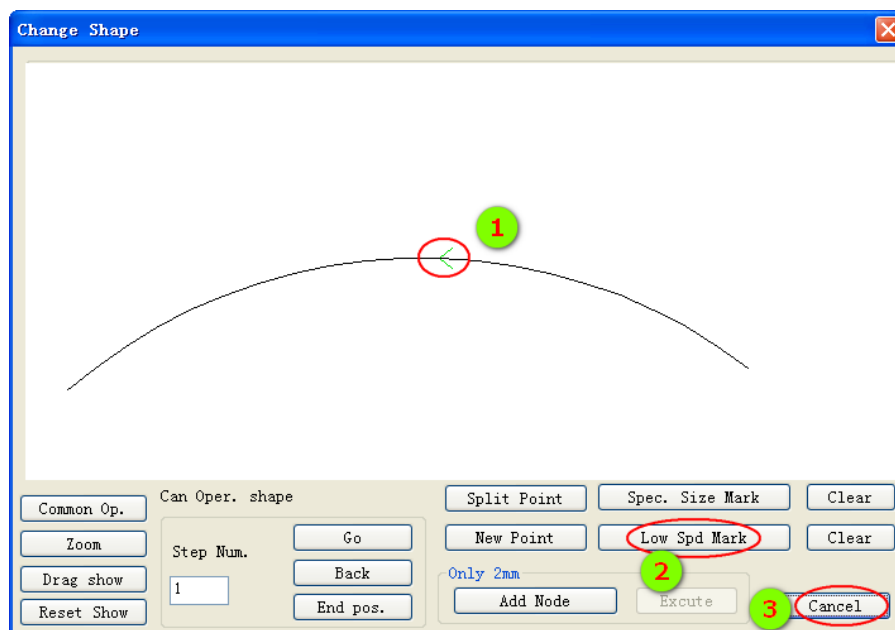 Change Shape
1
Common Op.
Zoom
Drag show
Reset Show
Can Oper. shape
Step Num.
1
Go
Back
End pos.
Split Point
Spec. Size Mark
Clear
New Point
Low Spd Mark
Clear
2
Only 2mm
Add Node
Excute
3
Cancel